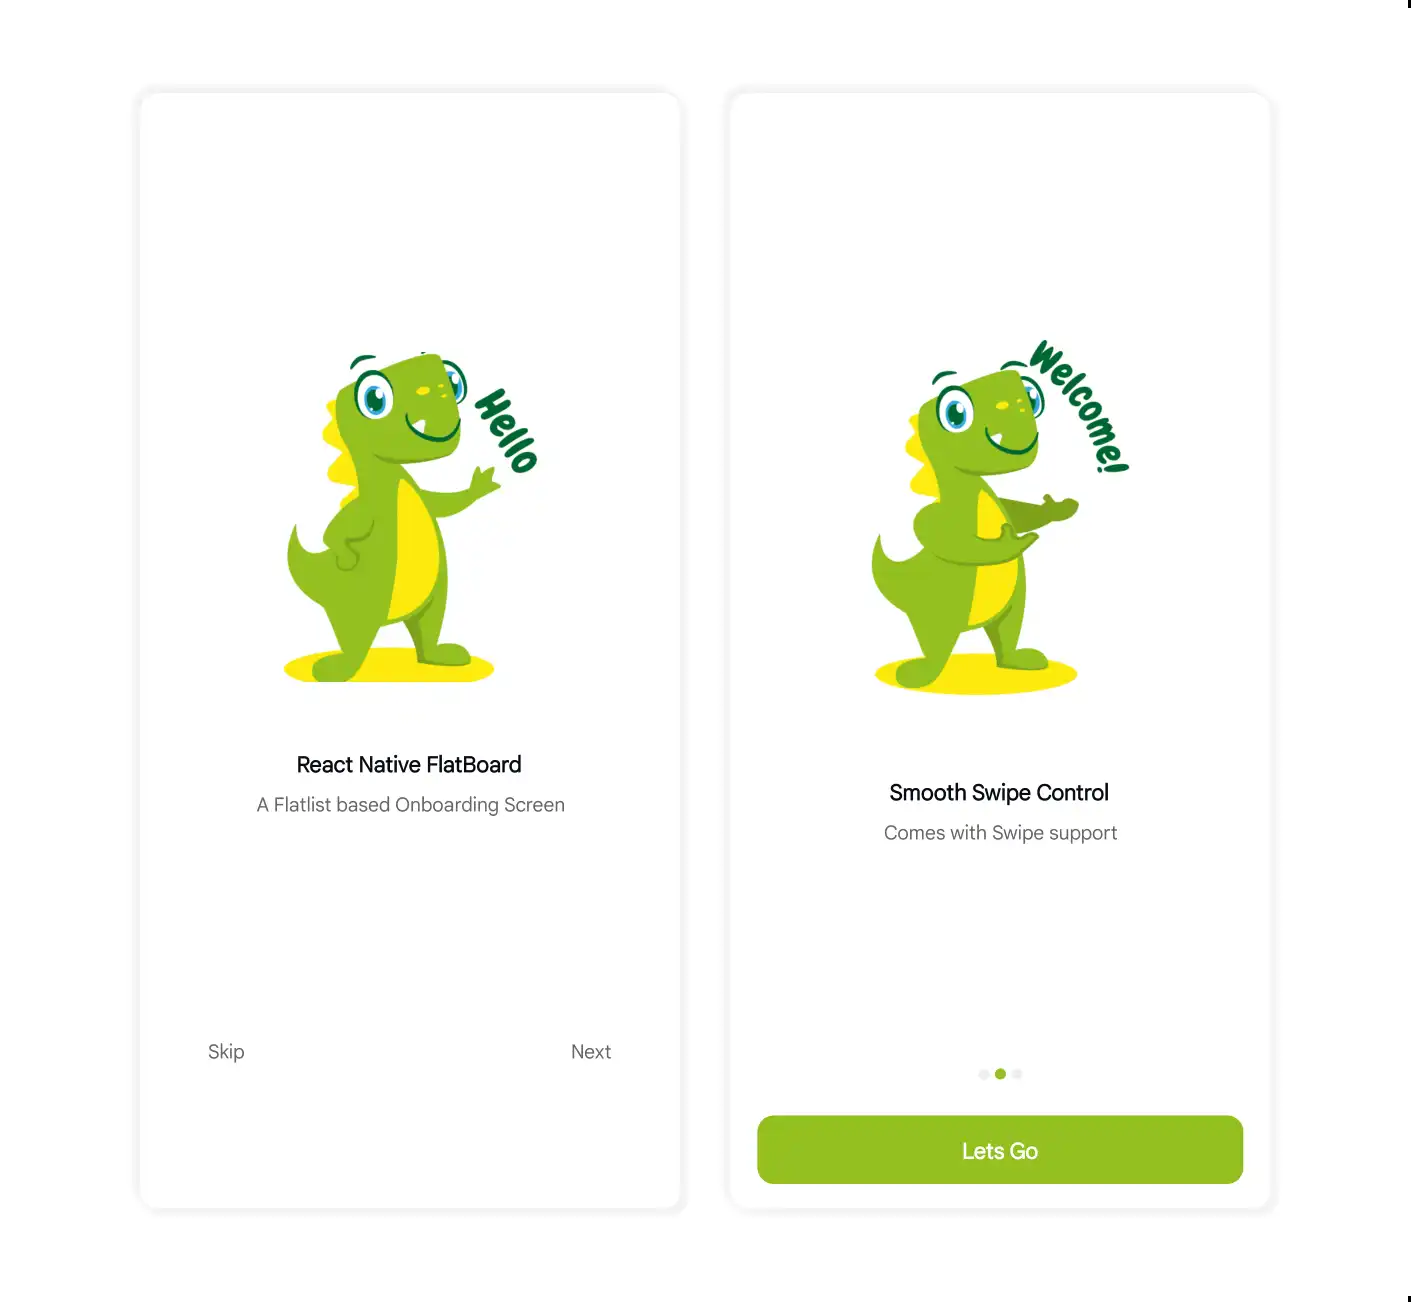 Hello
React Native FlatBoard
A Flatlist based Onboarding Screen
Skip
Next
Welcome!
Smooth Swipe Control
Comes with Swipe support
Lets Go